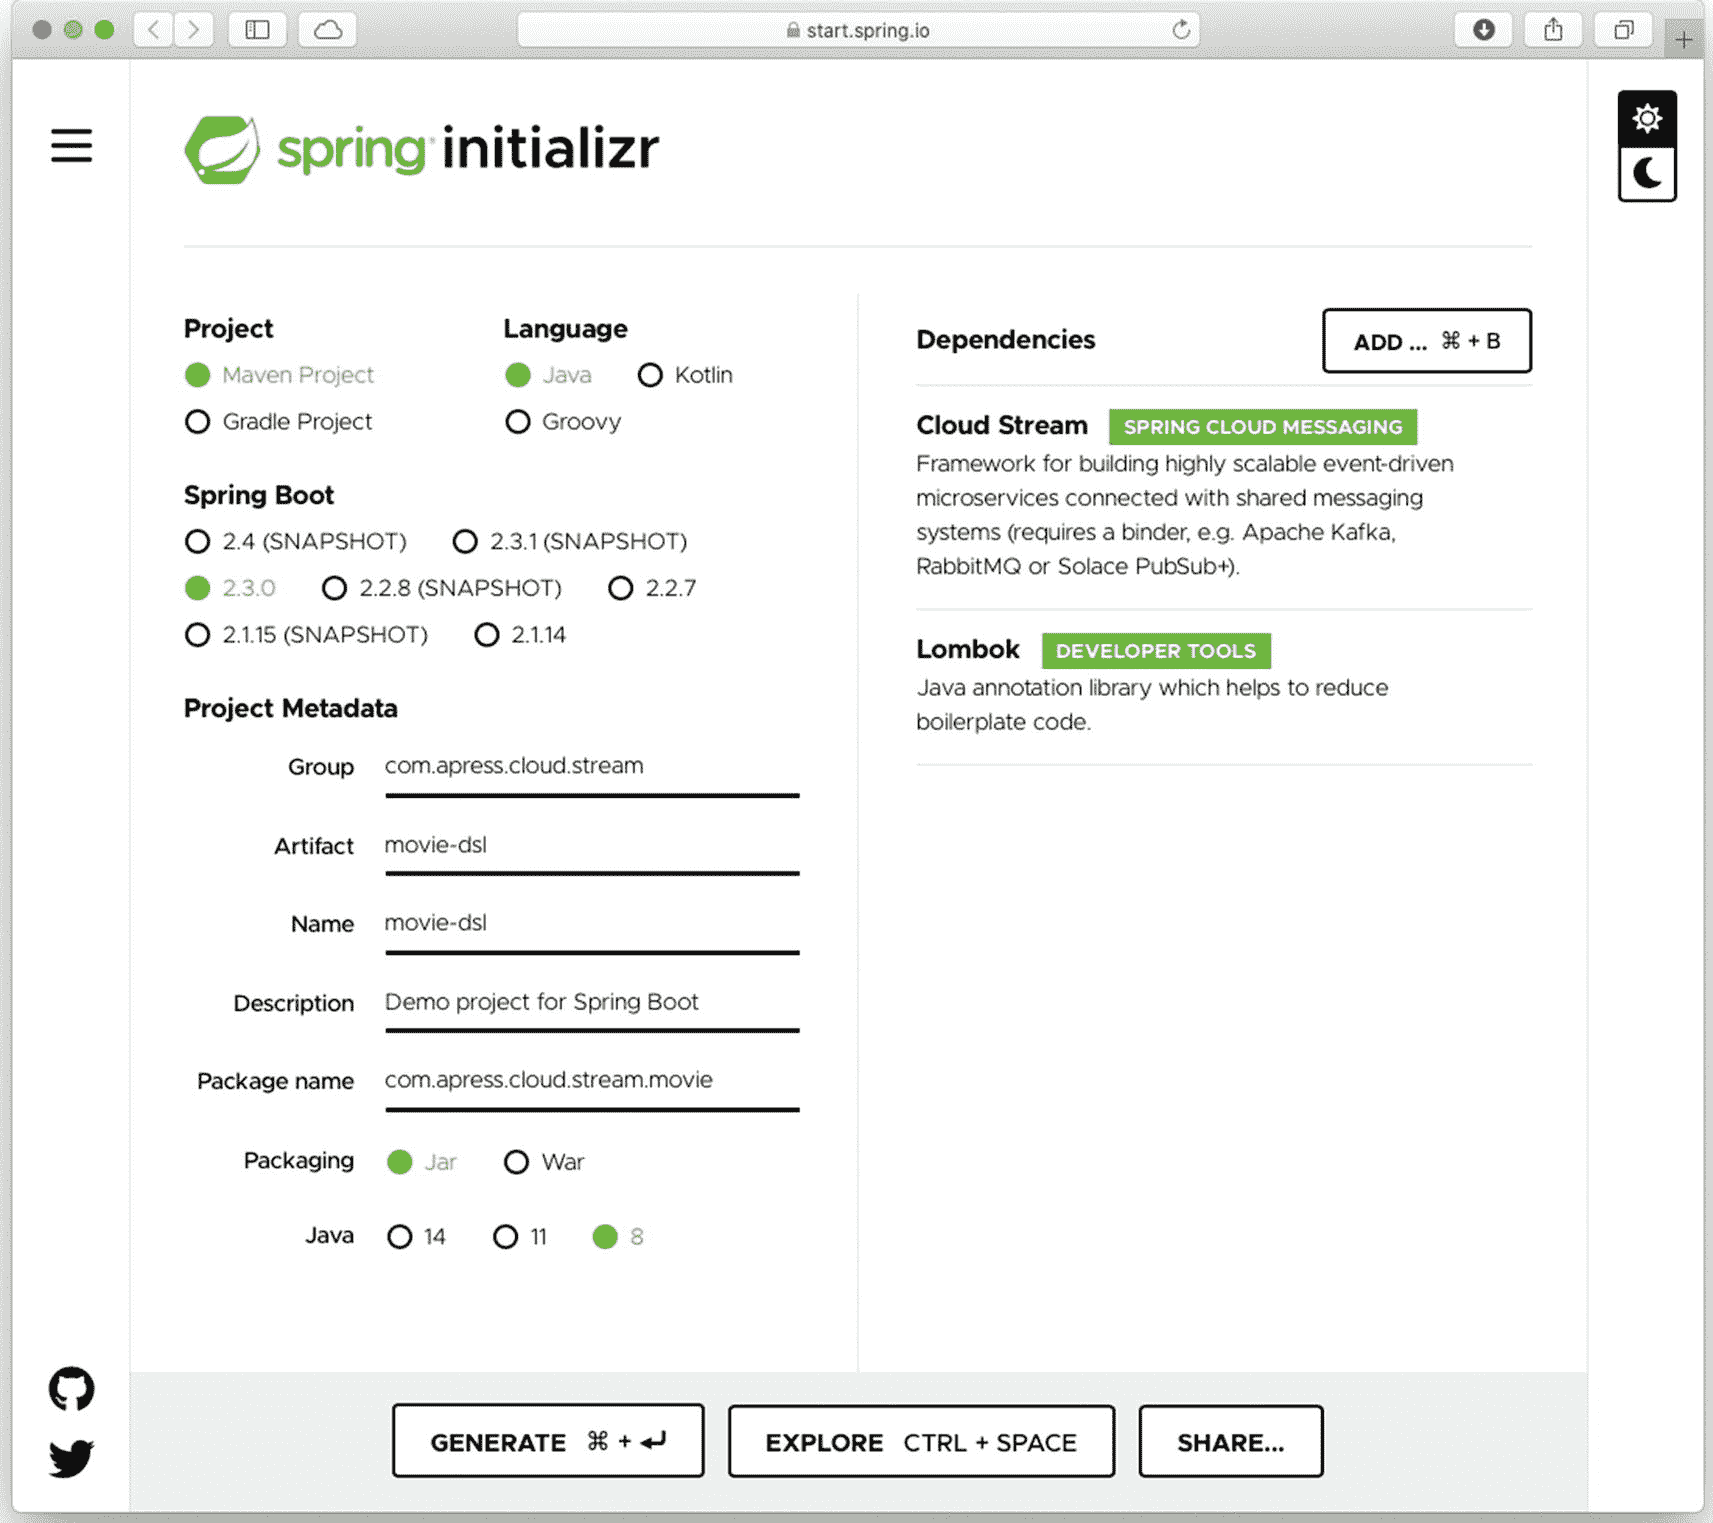 start.spring.io
spring initializr
Project
Maven Project
Gradle Project
Language
Java Kotlin
Groovy
Spring Boot
2.4 (SNAPSHOT) 2.3.1 (SNAPSHOT)
2.3.0 2.2.8 (SNAPSHOT) 2.2.7
2.1.15 (SNAPSHOT) 2.1.14
Project Metadata
Group com.apress.cloud.stream
Artifact movie-dsl
Name movie-dsl
Description Demo project for Spring Boot
Package name com.apress.cloud.stream.movie
Packaging Jar War
Java 14 11 8
Dependencies ADD ... ⌘ + B
Cloud Stream SPRING CLOUD MESSAGING
Framework for building highly scalable event-driven
microservices connected with shared messaging
systems (requires a binder, e.g. Apache Kafka,
RabbitMQ or Solace PubSub+).
Lombok DEVELOPER TOOLS
Java annotation library which helps to reduce
boilerplate code.
GENERATE ⌘ + ↵ EXPLORE CTRL + SPACE SHARE...